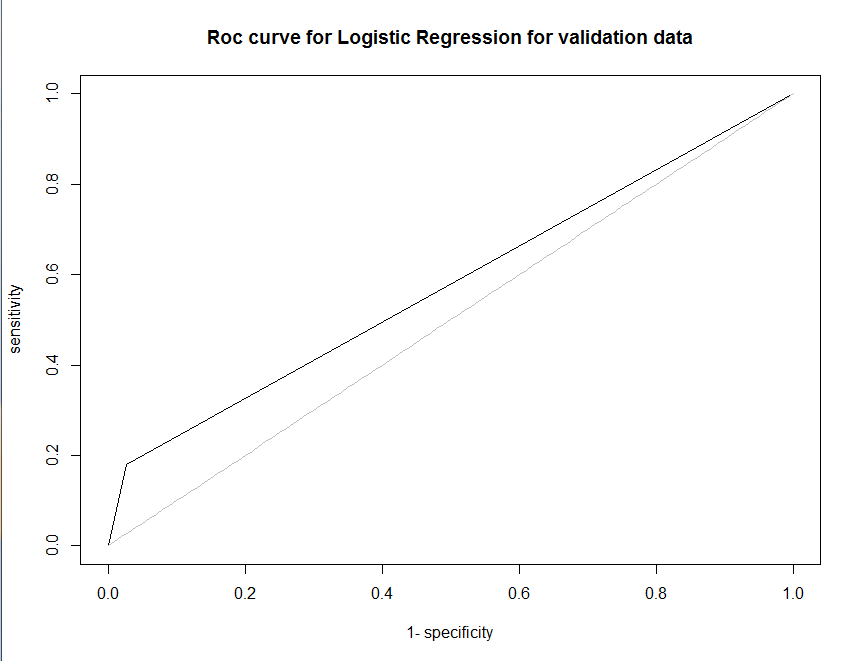 Roc curve for Logistic Regression for validation data
1.0
0.8
0.6
0.4
0.2
0.0
sensitivity
0.0 0.2 0.4 0.6 0.8 1.0
1- specificity